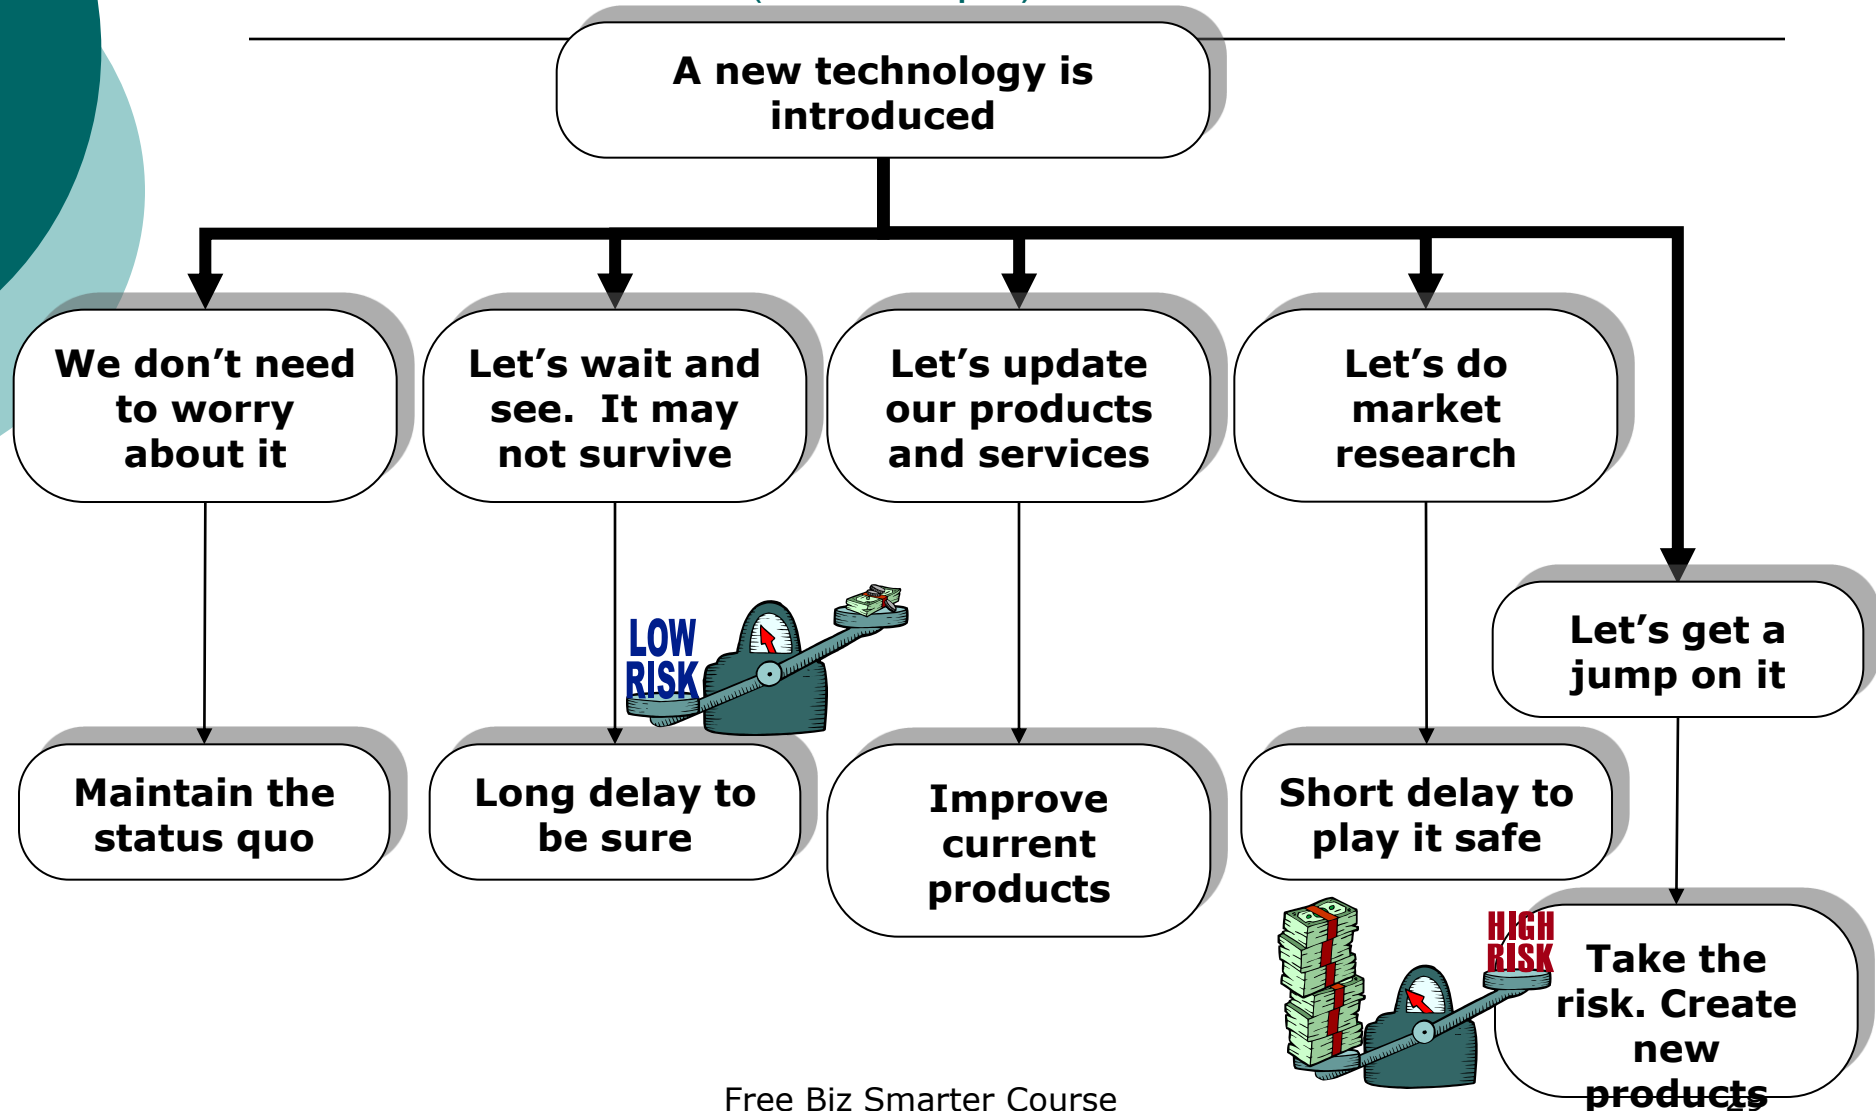 A new technology is
introduced
We don’t need
to worry
about it
Let’s wait and
see. It may
not survive
Let’s update
our products
and services
Let’s do
market
research
Let’s get a
jump on it
LOW
RISK
Maintain the
status quo
Long delay to
be sure
Improve
current
products
Short delay to
play it safe
HIGH
RISK
Take the
risk. Create
new
products
Free Biz Smarter Course